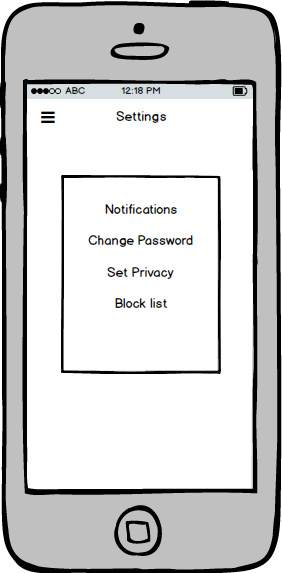 ABC 12:18 PM
Settings
Notifications
Change Password
Set Privacy
Block list